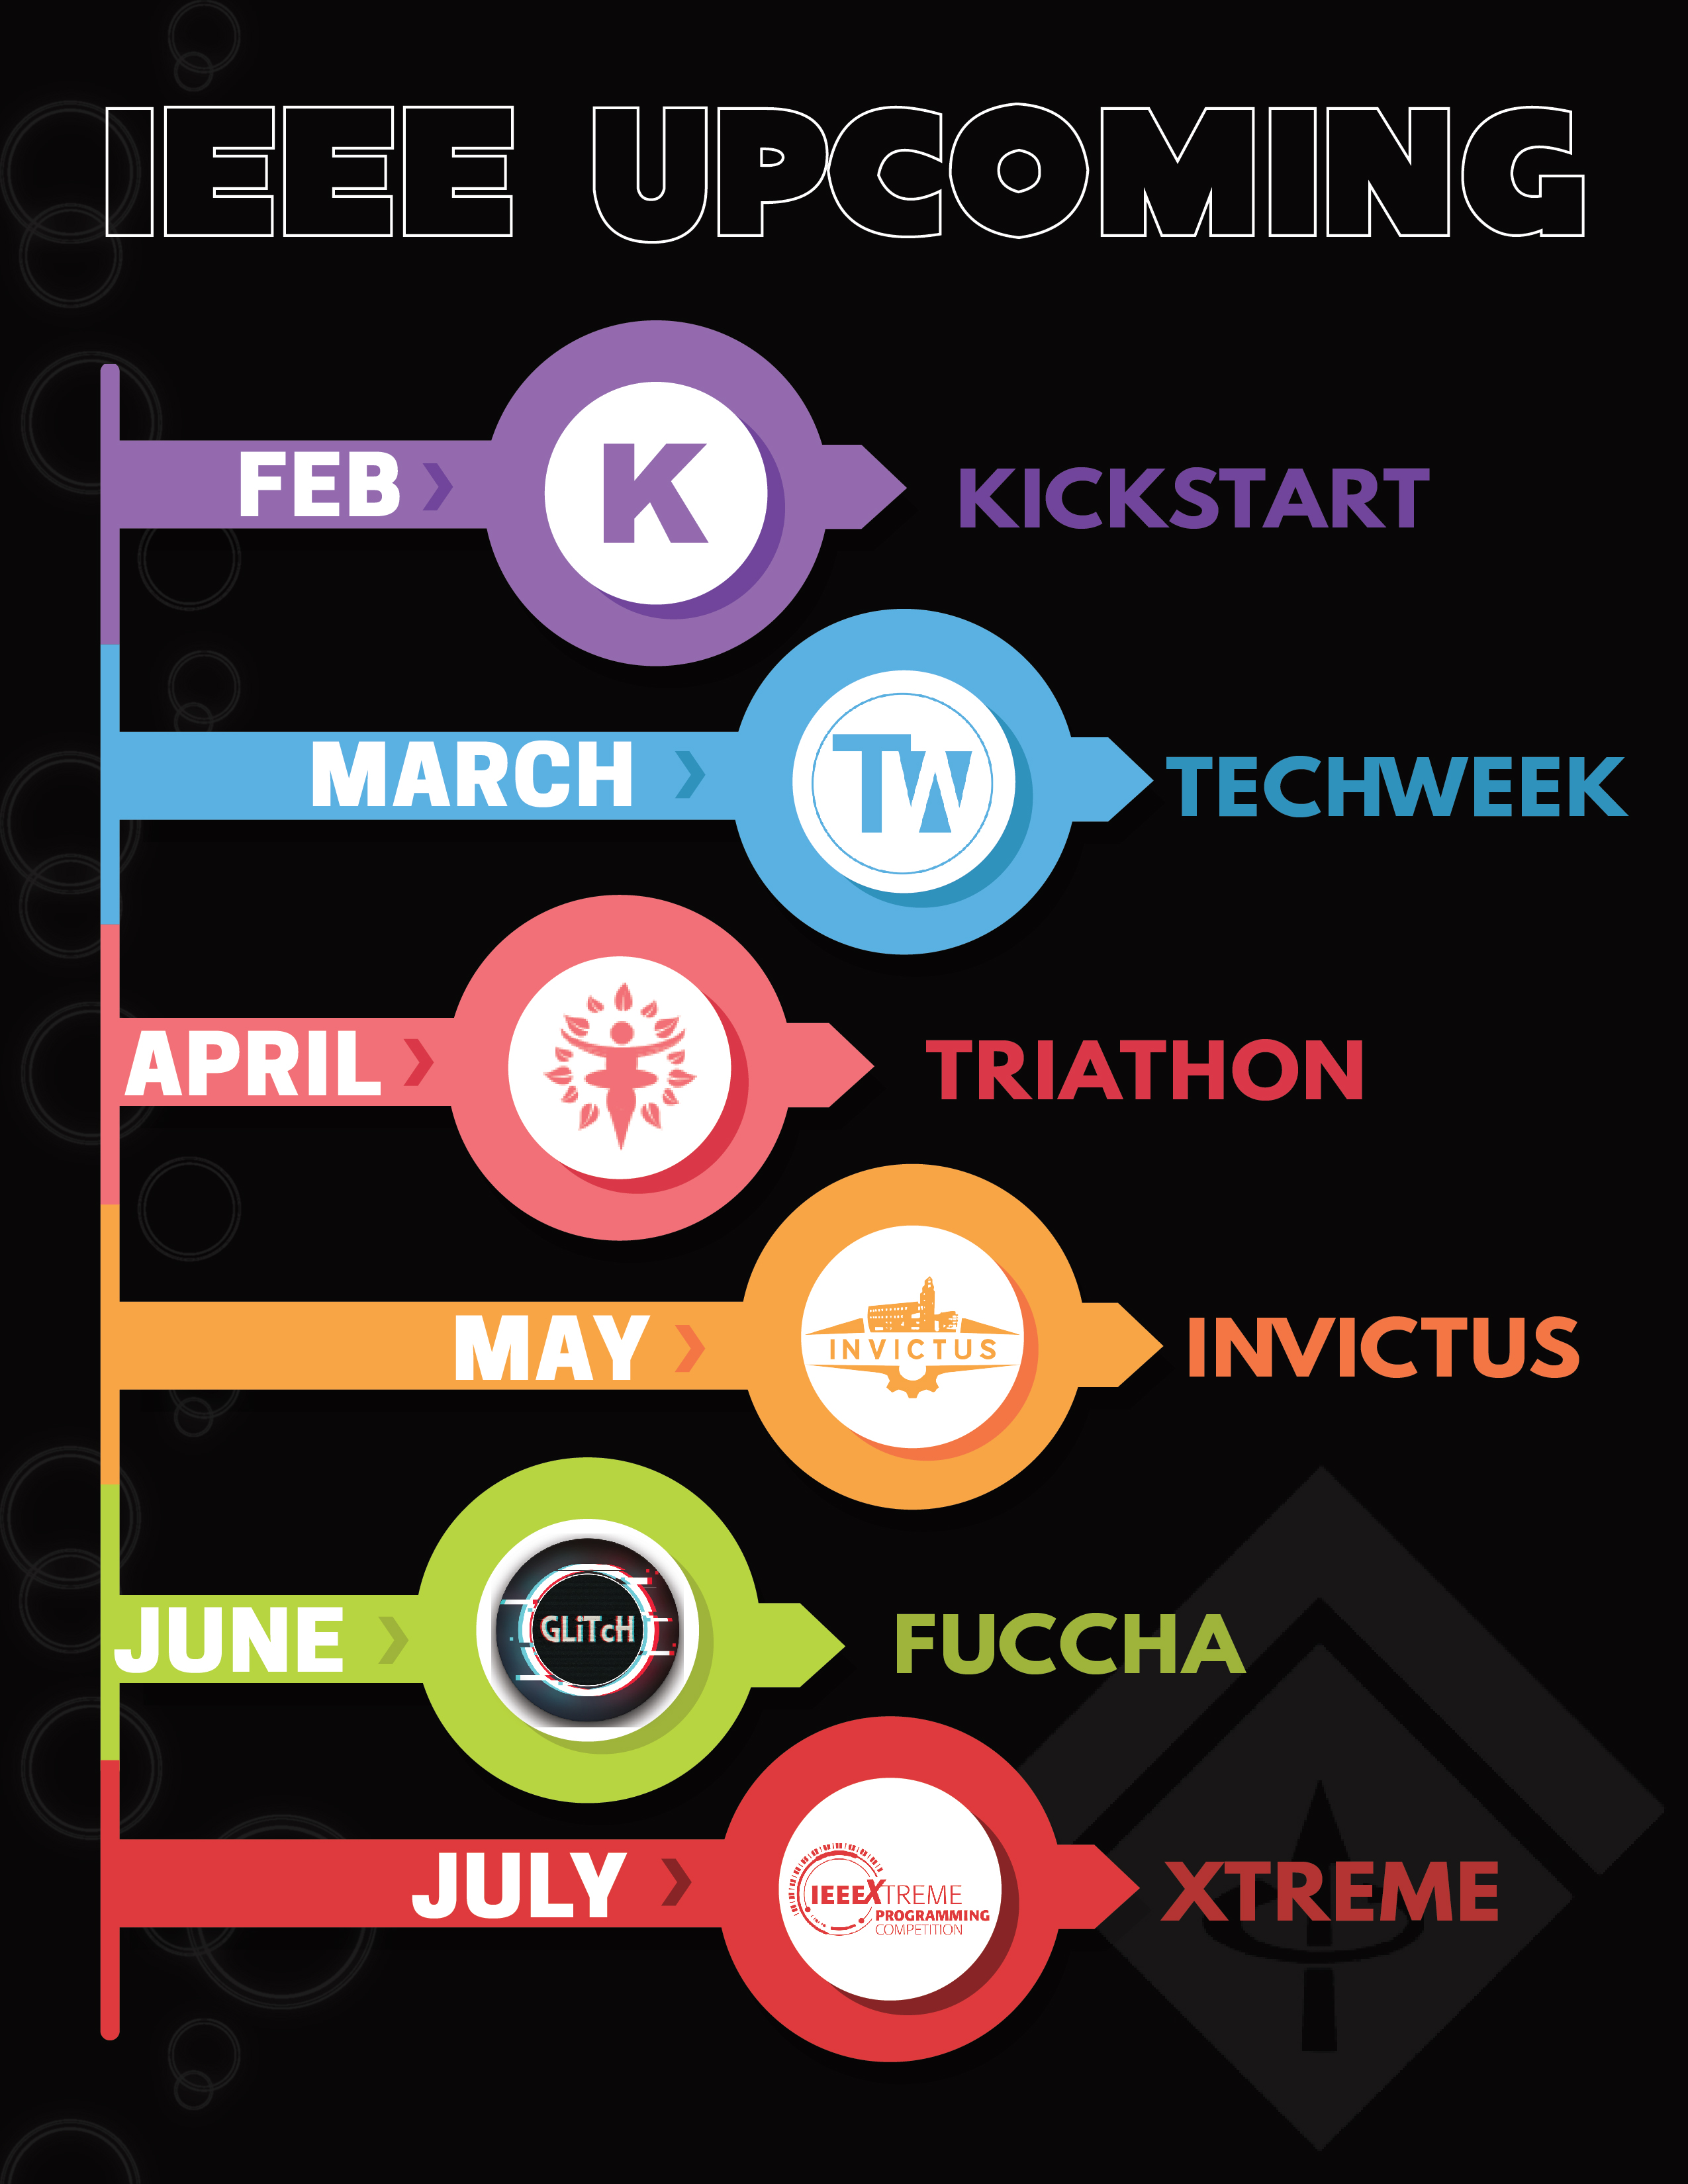 IEEE UPCOMING
FEB
K
KICKSTART
MARCH
TW
TECHWEEK
APRIL
TRIATHON
MAY
INVICTUS
INVICTUS
JUNE
GLiTcH
FUCCHA
JULY
IEEEXTREME
PROGRAMMING
COMPETITION
XTREME